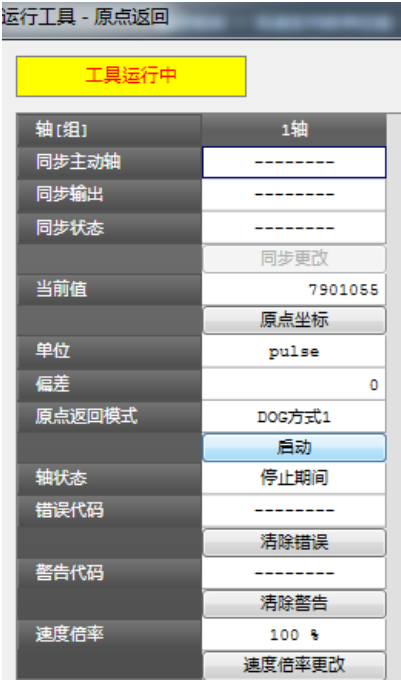 运行工具 - 原点返回
工具运行中
轴[组] 1轴
同步主动轴 --------
同步输出 --------
同步状态 --------
同步更改
当前值 7901055
原点坐标
单位 pulse
偏差 0
原点返回模式 DOG方式1
启动
轴状态 停止期间
错误代码 --------
清除错误
警告代码 --------
清除警告
速度倍率 100 %
速度倍率更改